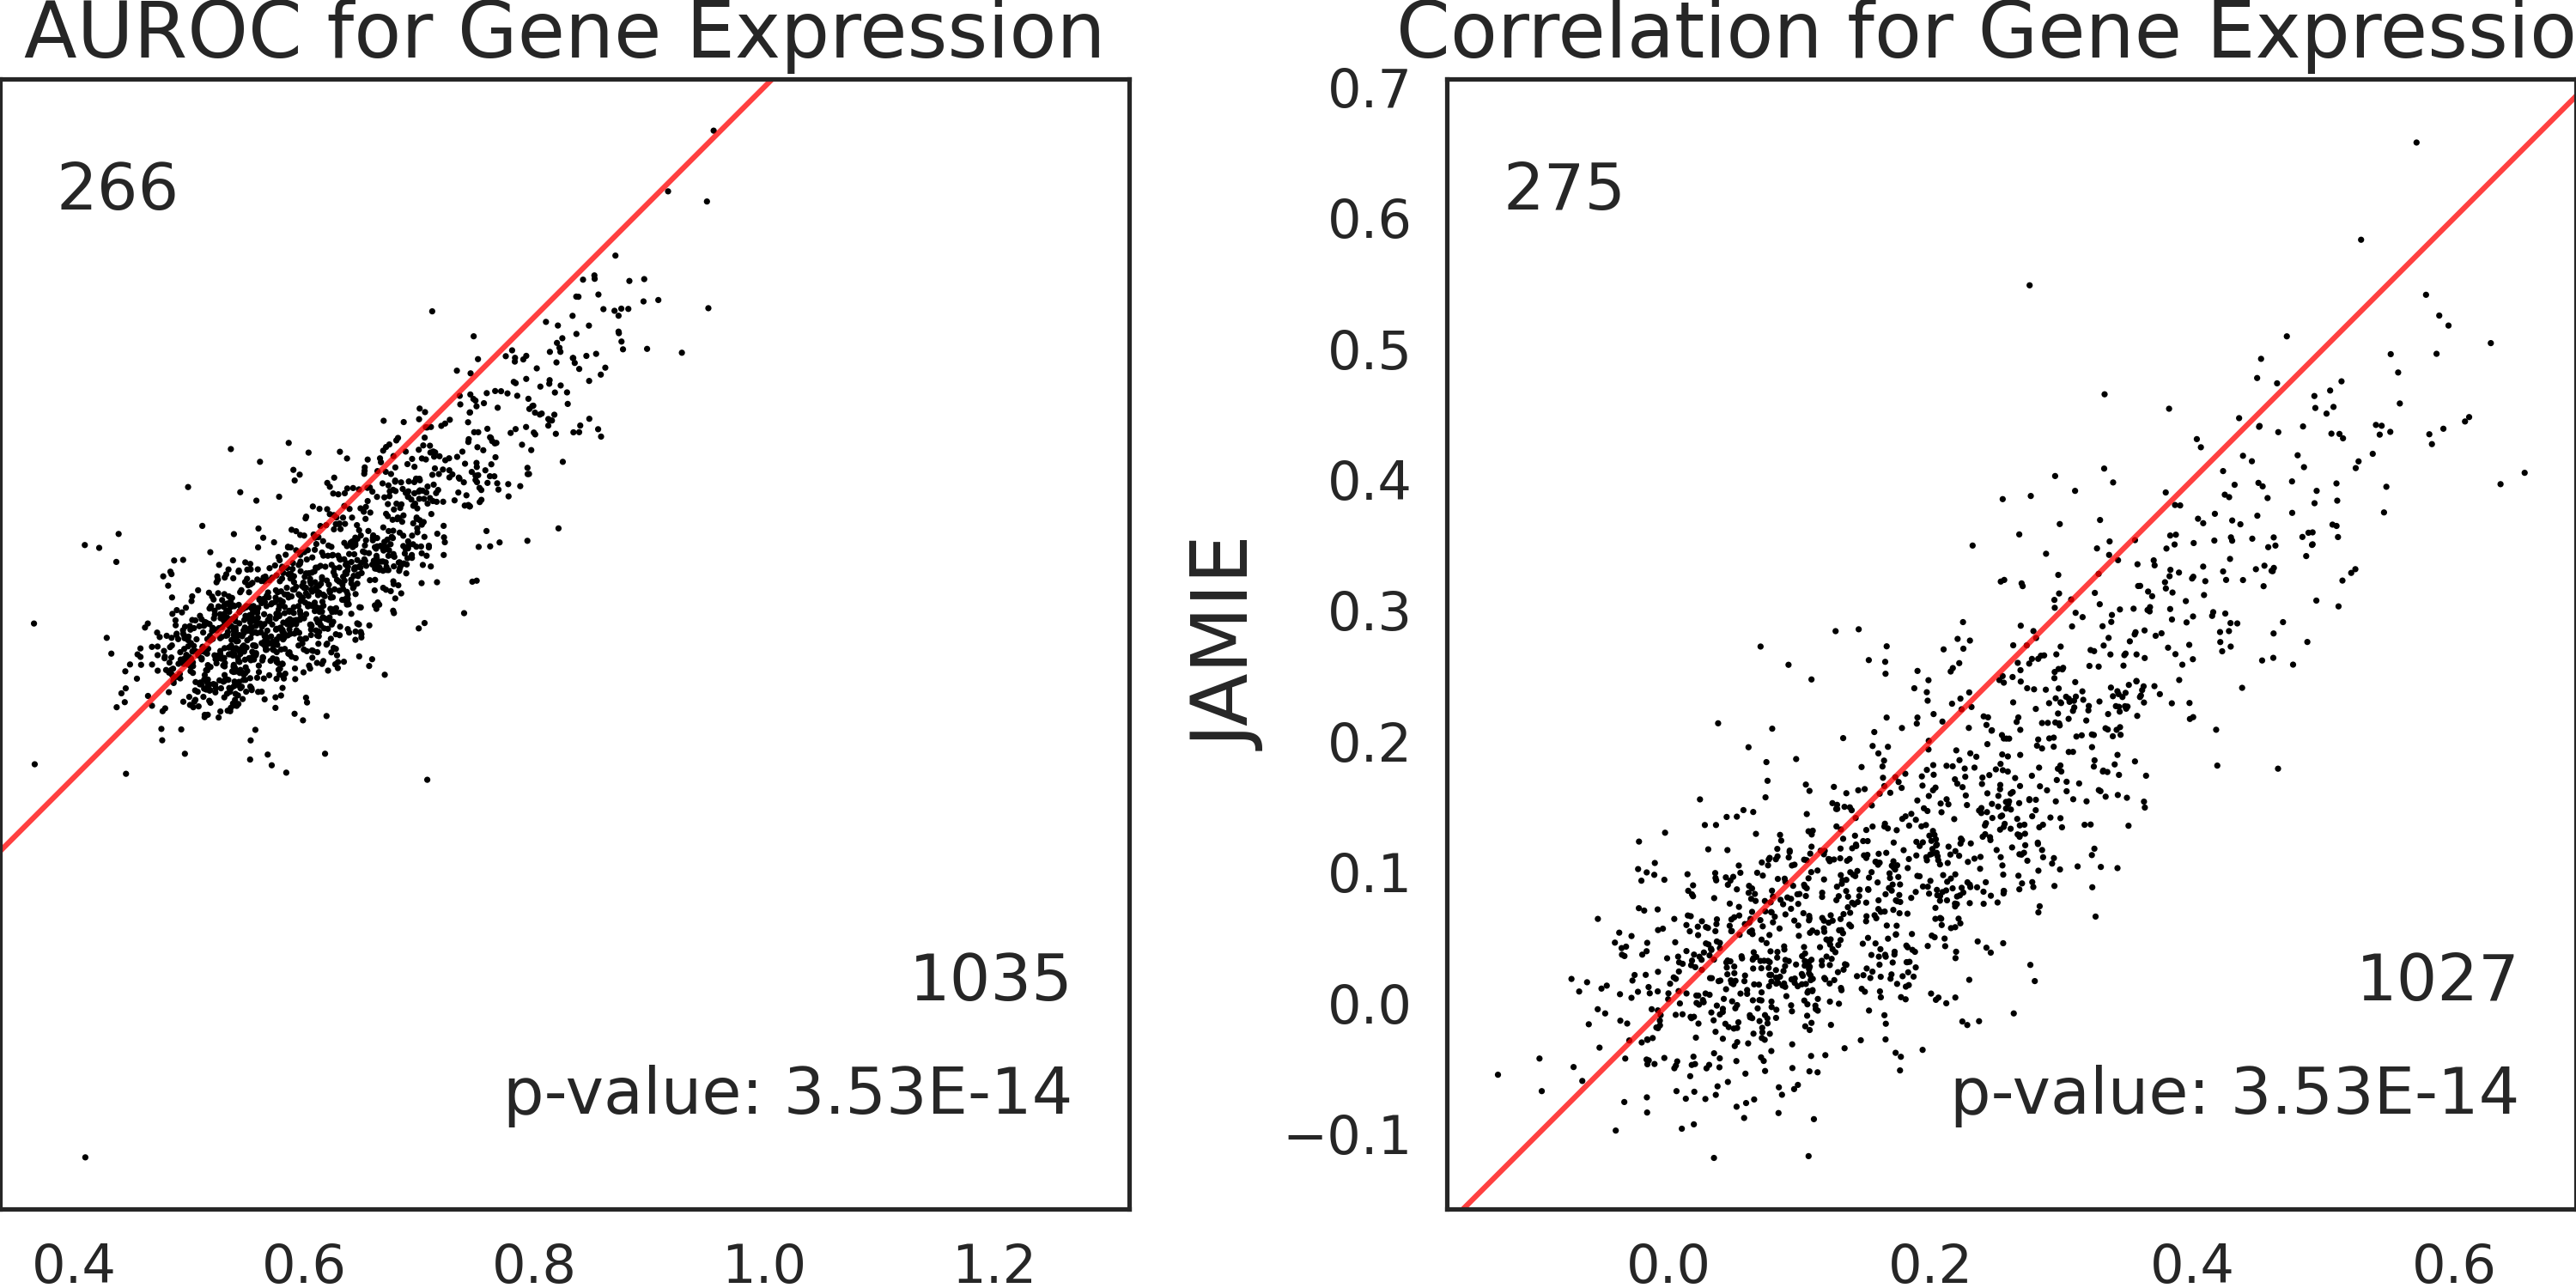 AUROC for Gene Expression
266
1035
p-value: 3.53E-14
0.4 0.6 0.8 1.0 1.2
Correlation for Gene Expressio
JAMIE
0.7
0.6
0.5
0.4
0.3
0.2
0.1
0.0
−0.1
275
1027
p-value: 3.53E-14
0.0 0.2 0.4 0.6